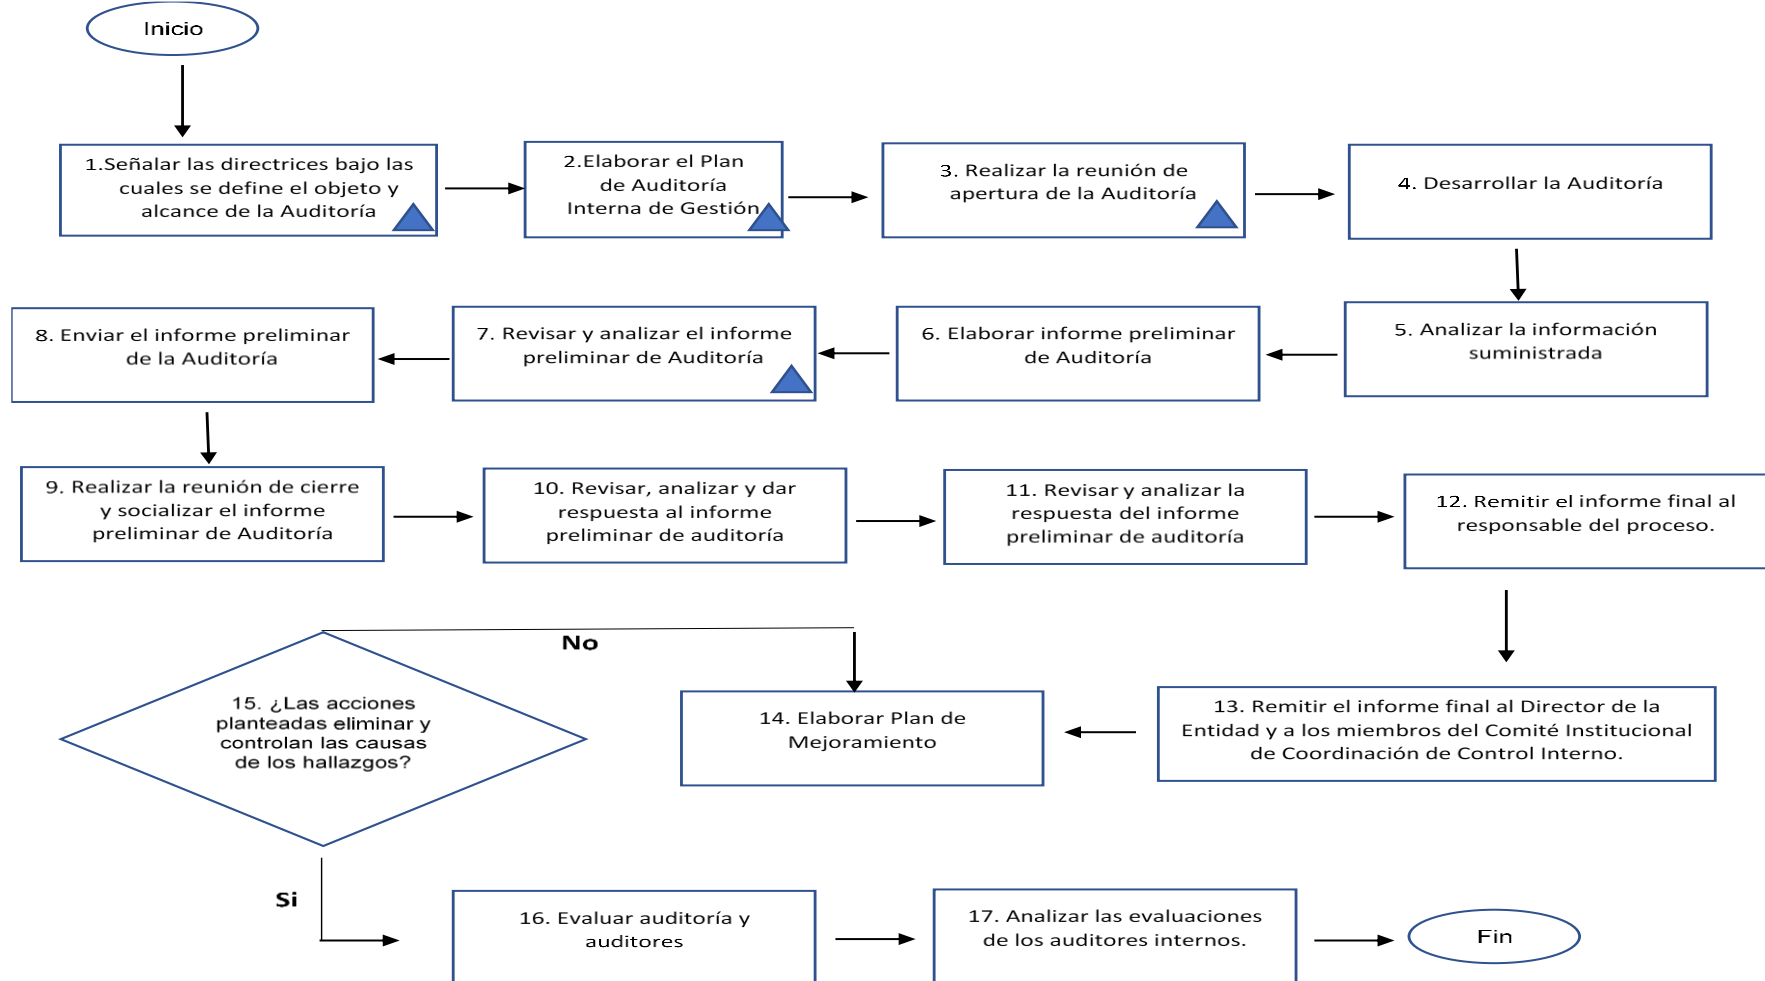 Inicio
1.Señalar las directrices bajo las
cuales se define el objeto y
alcance de la Auditoría
2.Elaborar el Plan
de Auditoría
Interna de Gestión
3. Realizar la reunión de
apertura de la Auditoría
4. Desarrollar la Auditoría
8. Enviar el informe preliminar
de la Auditoría
7. Revisar y analizar el informe
preliminar de Auditoría
6. Elaborar informe preliminar
de Auditoría
5. Analizar la información
suministrada
9. Realizar la reunión de cierre
y socializar el informe
preliminar de Auditoría
10. Revisar, analizar y dar
respuesta al informe
preliminar de auditoría
11. Revisar y analizar la
respuesta del informe
preliminar de auditoría
12. Remitir el informe final al
responsable del proceso.
No
15. ¿Las acciones
planteadas eliminar y
controlan las causas
de los hallazgos?
14. Elaborar Plan de
Mejoramiento
13. Remitir el informe final al Director de la
Entidad y a los miembros del Comité Institucional
de Coordinación de Control Interno.
Si
16. Evaluar auditoría y
auditores
17. Analizar las evaluaciones
de los auditores internos.
Fin